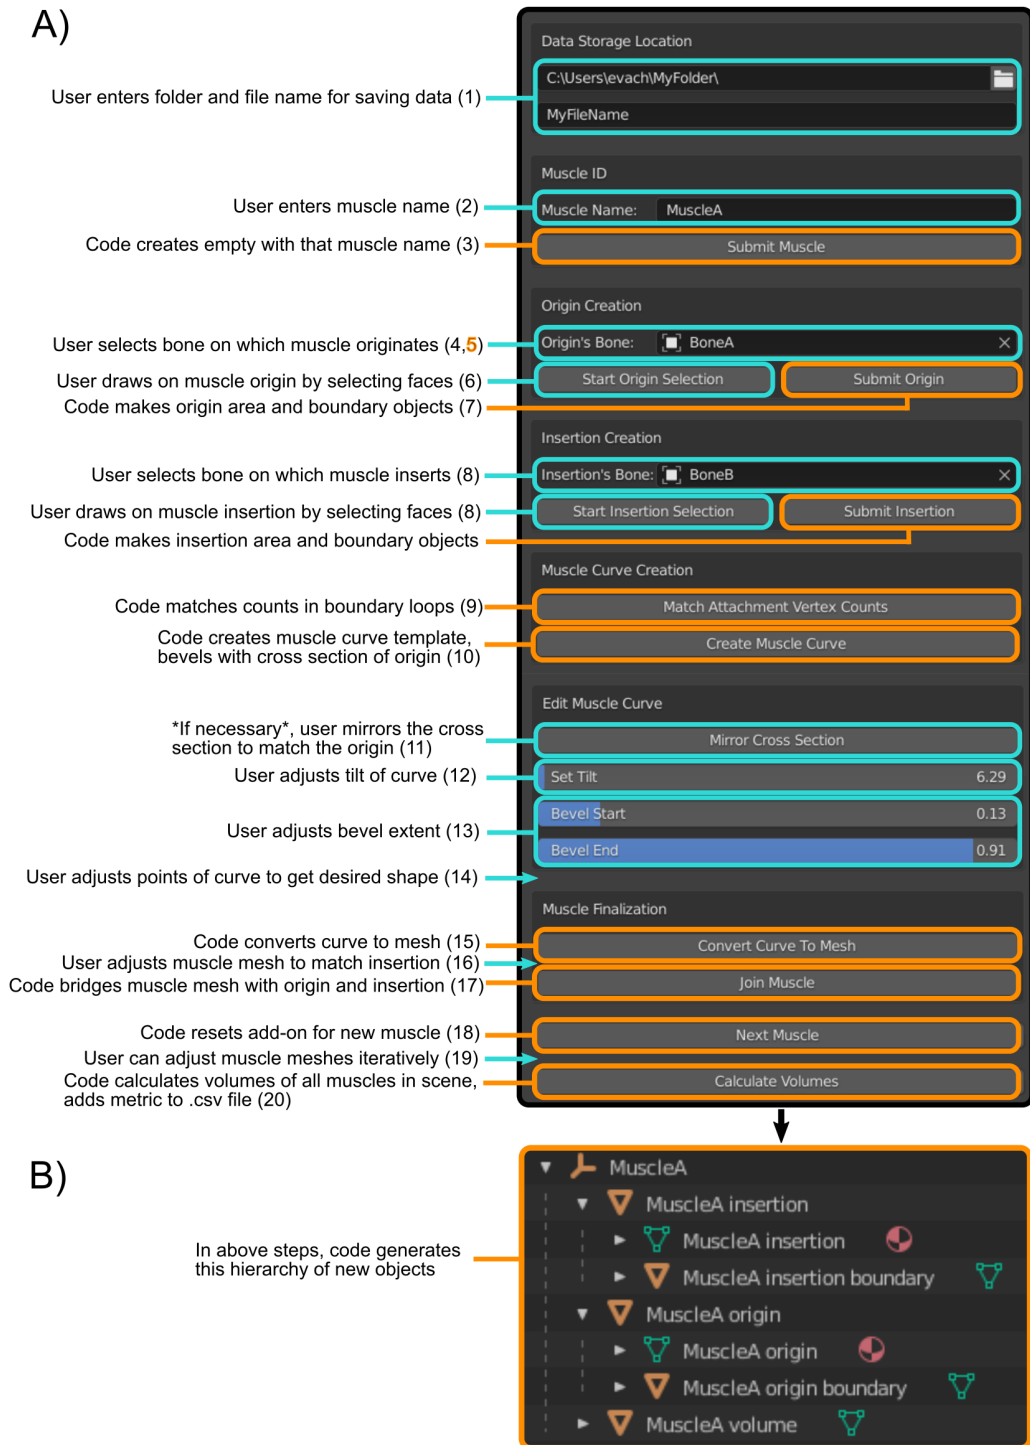 A)
Data Storage Location
C:\Users\evach\MyFolder\
User enters folder and file name for saving data (1)
MyFileName
Muscle ID
User enters muscle name (2)
Muscle Name: MuscleA
Code creates empty with that muscle name (3)
Submit Muscle
Origin Creation
User selects bone on which muscle originates (4,5)
Origin's Bone: BoneA
User draws on muscle origin by selecting faces (6)
Start Origin Selection Submit Origin
Code makes origin area and boundary objects (7)
Insertion Creation
User selects bone on which muscle inserts (8)
Insertion's Bone: BoneB
User draws on muscle insertion by selecting faces (8)
Start Insertion Selection Submit Insertion
Code makes insertion area and boundary objects
Muscle Curve Creation
Code matches counts in boundary loops (9)
Match Attachment Vertex Counts
Code creates muscle curve template,
bevels with cross section of origin (10)
Create Muscle Curve
Edit Muscle Curve
*If necessary*, user mirrors the cross
section to match the origin (11)
Mirror Cross Section
User adjusts tilt of curve (12)
Set Tilt 6.29
Bevel Start 0.13
User adjusts bevel extent (13)
Bevel End 0.91
User adjusts points of curve to get desired shape (14)
Muscle Finalization
Code converts curve to mesh (15)
Convert Curve To Mesh
User adjusts muscle mesh to match insertion (16)
Code bridges muscle mesh with origin and insertion (17)
Join Muscle
Code resets add-on for new muscle (18)
Next Muscle
User can adjust muscle meshes iteratively (19)
Code calculates volumes of all muscles in scene,
adds metric to .csv file (20)
Calculate Volumes
B)
MuscleA
MuscleA insertion
MuscleA insertion
MuscleA insertion boundary
In above steps, code generates
this hierarchy of new objects
MuscleA origin
MuscleA origin
MuscleA origin boundary
MuscleA volume